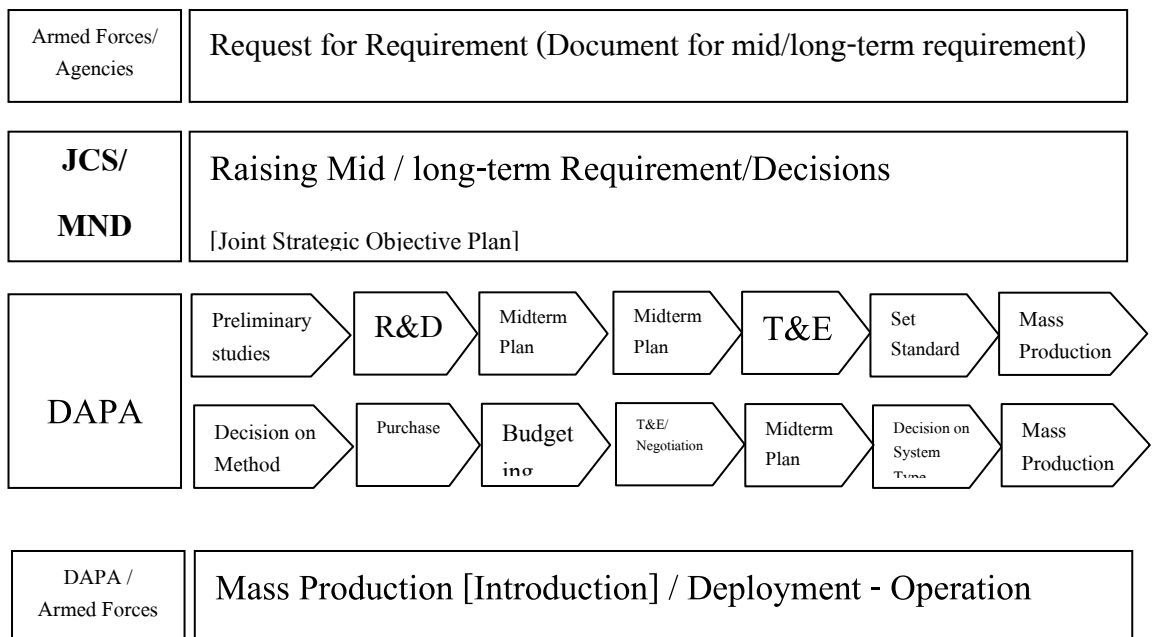 Armed Forces/
Agencies
Request for Requirement (Document for mid/long-term requirement)
JCS/
MND
Raising Mid / long-term Requirement/Decisions
[Joint Strategic Objective Plan]
DAPA
Preliminary
studies
R&D
Midterm
Plan
Midterm
Plan
T&E
Set
Standard
Mass
Production
Decision on
Method
Purchase
Budget
ing
T&E/
Negotiation
Midterm
Plan
Decision on
System
Type
Mass
Production
DAPA /
Armed Forces
Mass Production [Introduction] / Deployment - Operation